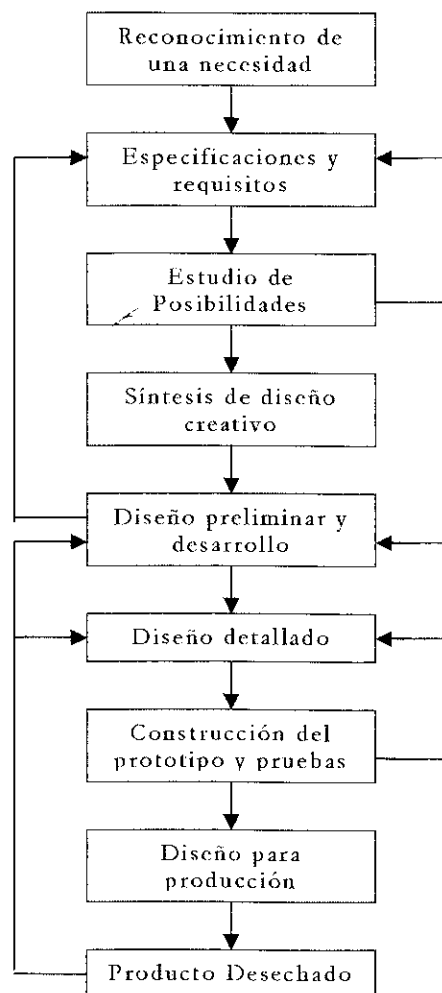 Reconocimiento de
una necesidad
Especificaciones y
requisitos
Estudio de
Posibilidades
Síntesis de diseño
creativo
Diseño preliminar y
desarrollo
Diseño detallado
Construcción del
prototipo y pruebas
Diseño para
producción
Producto Desechado